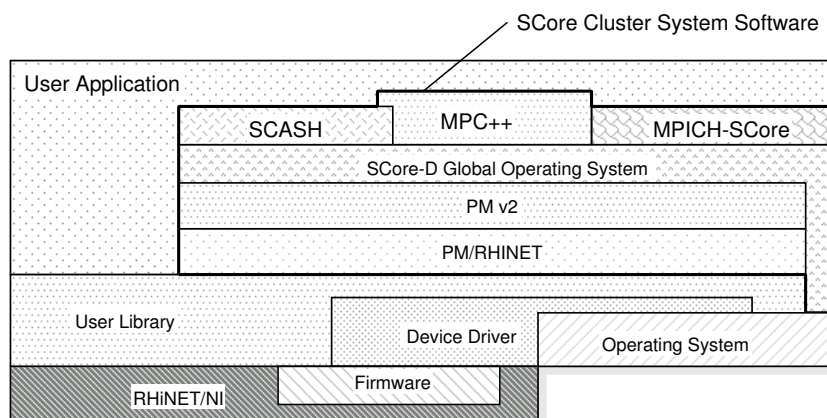 SCore Cluster System Software
User Application
SCASH
MPC++
MPICH-SCore
SCore-D Global Operating System
PM v2
PM/RHINET
User Library
Device Driver
Operating System
Firmware
RHiNET/NI